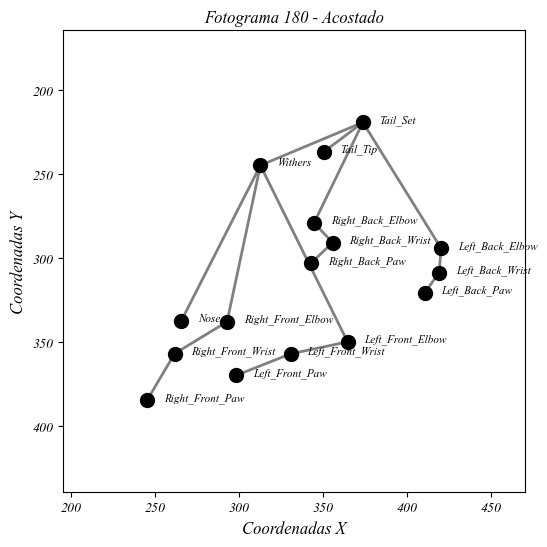 Fotograma 180 - Acostado
Coordenadas Y
200
250
300
350
400
Tail_Set
Tail_Tip
Withers
Right_Back_Elbow
Right_Back_Wrist
Left_Back_Elbow
Right_Back_Paw
Left_Back_Wrist
Left_Back_Paw
Nose
Right_Front_Elbow
Left_Front_Elbow
Right_Front_Wrist
Left_Front_Wrist
Left_Front_Paw
Right_Front_Paw
200 250 300 350 400 450
Coordenadas X